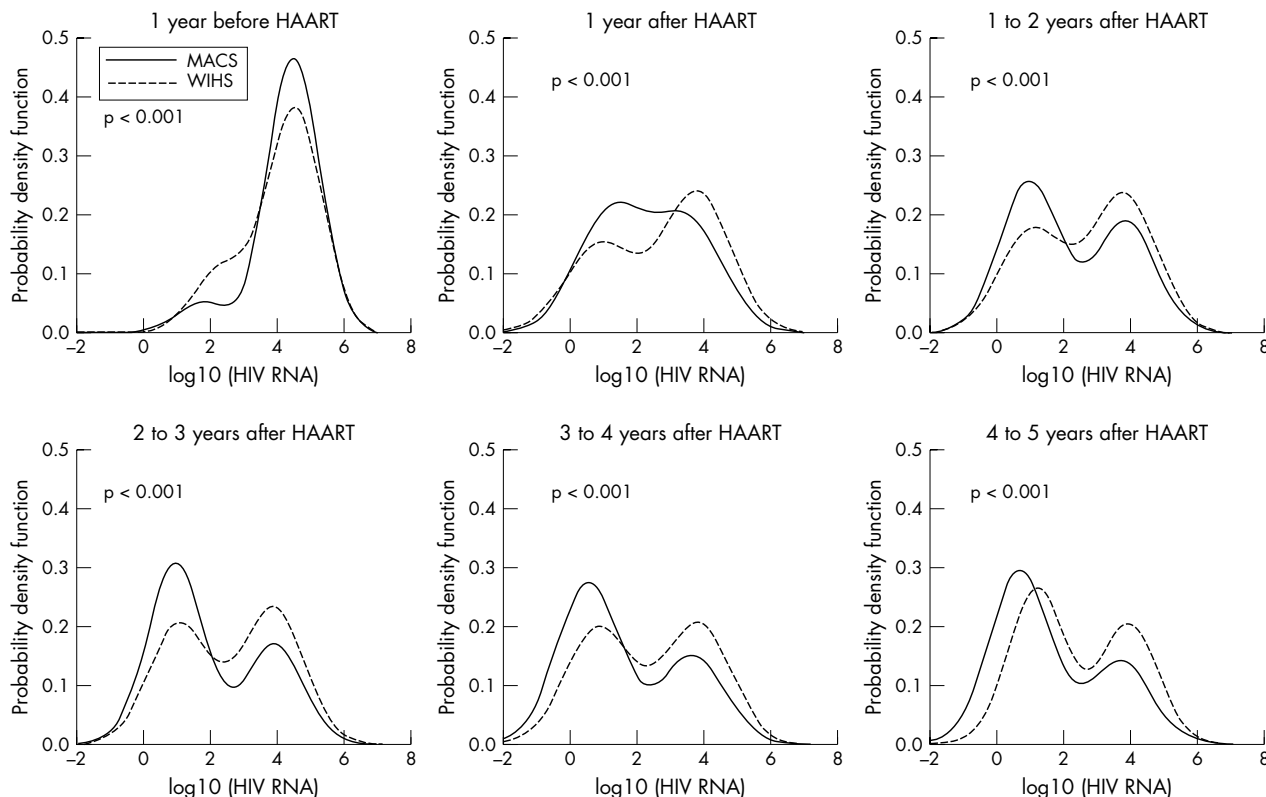 1 year before HAART
0.5
0.4
0.3
0.2
0.1
0.0
Probability density function
MACS
WIHS
p < 0.001
–2 0 2 4 6 8
log10 (HIV RNA)
1 year after HAART
0.5
0.4
0.3
0.2
0.1
0.0
Probability density function
p < 0.001
–2 0 2 4 6 8
log10 (HIV RNA)
1 to 2 years after HAART
0.5
0.4
0.3
0.2
0.1
0.0
Probability density function
p < 0.001
–2 0 2 4 6 8
log10 (HIV RNA)
2 to 3 years after HAART
0.5
0.4
0.3
0.2
0.1
0.0
Probability density function
p < 0.001
–2 0 2 4 6 8
log10 (HIV RNA)
3 to 4 years after HAART
0.5
0.4
0.3
0.2
0.1
0.0
Probability density function
p < 0.001
–2 0 2 4 6 8
log10 (HIV RNA)
4 to 5 years after HAART
0.5
0.4
0.3
0.2
0.1
0.0
Probability density function
p < 0.001
–2 0 2 4 6 8
log10 (HIV RNA)